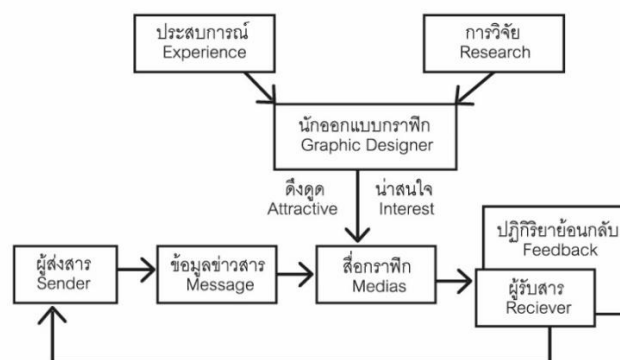 ประสบการณ์
Experience
การวิจัย
Research
นักออกแบบกราฟิก
Graphic Designer
ดึงดูด
Attractive
น่าสนใจ
Interest
ปฏิกิริยาย้อนกลับ
Feedback
ผู้ส่งสาร
Sender
ข้อมูลข่าวสาร
Message
สื่อกราฟิก
Medias
ผู้รับสาร
Reciever